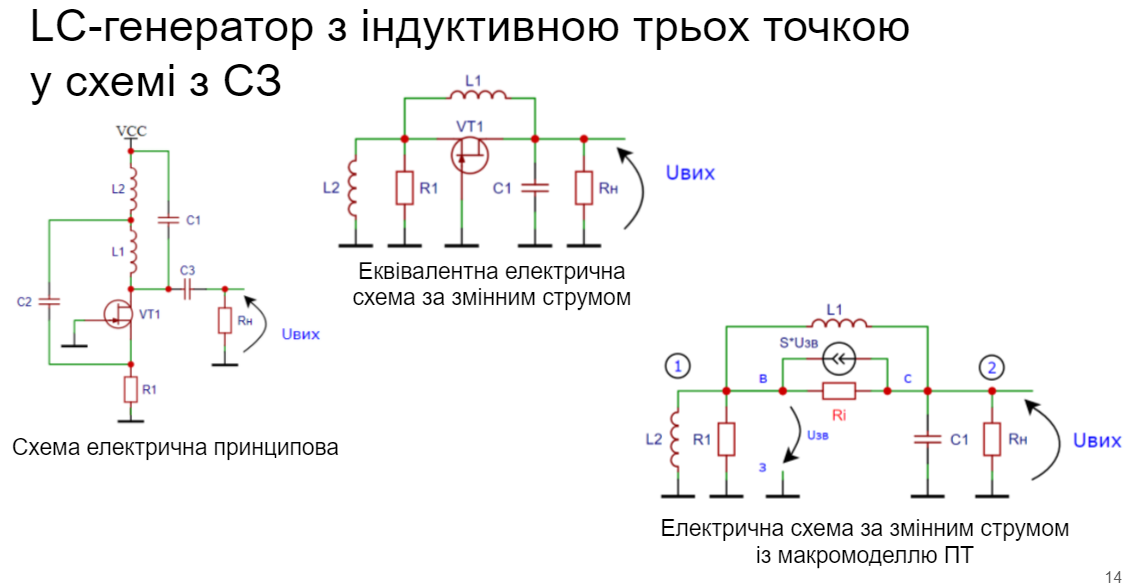 LC-генератор з індуктивною трьох точкою
у схемі з СЗ
VCC
L2
C1
L1
C3
C2
VT1
Rн
Uвих
R1
Схема електрична принципова
L1
VT1
L2
R1
C1
Rн
Uвих
Еквівалентна електрична
схема за змінним струмом
L1
S*Uзв
1
в
с
2
Ri
L2
R1
Uзв
з
C1
Rн
Uвих
Електрична схема за змінним струмом
із макромоделлю ПТ
14